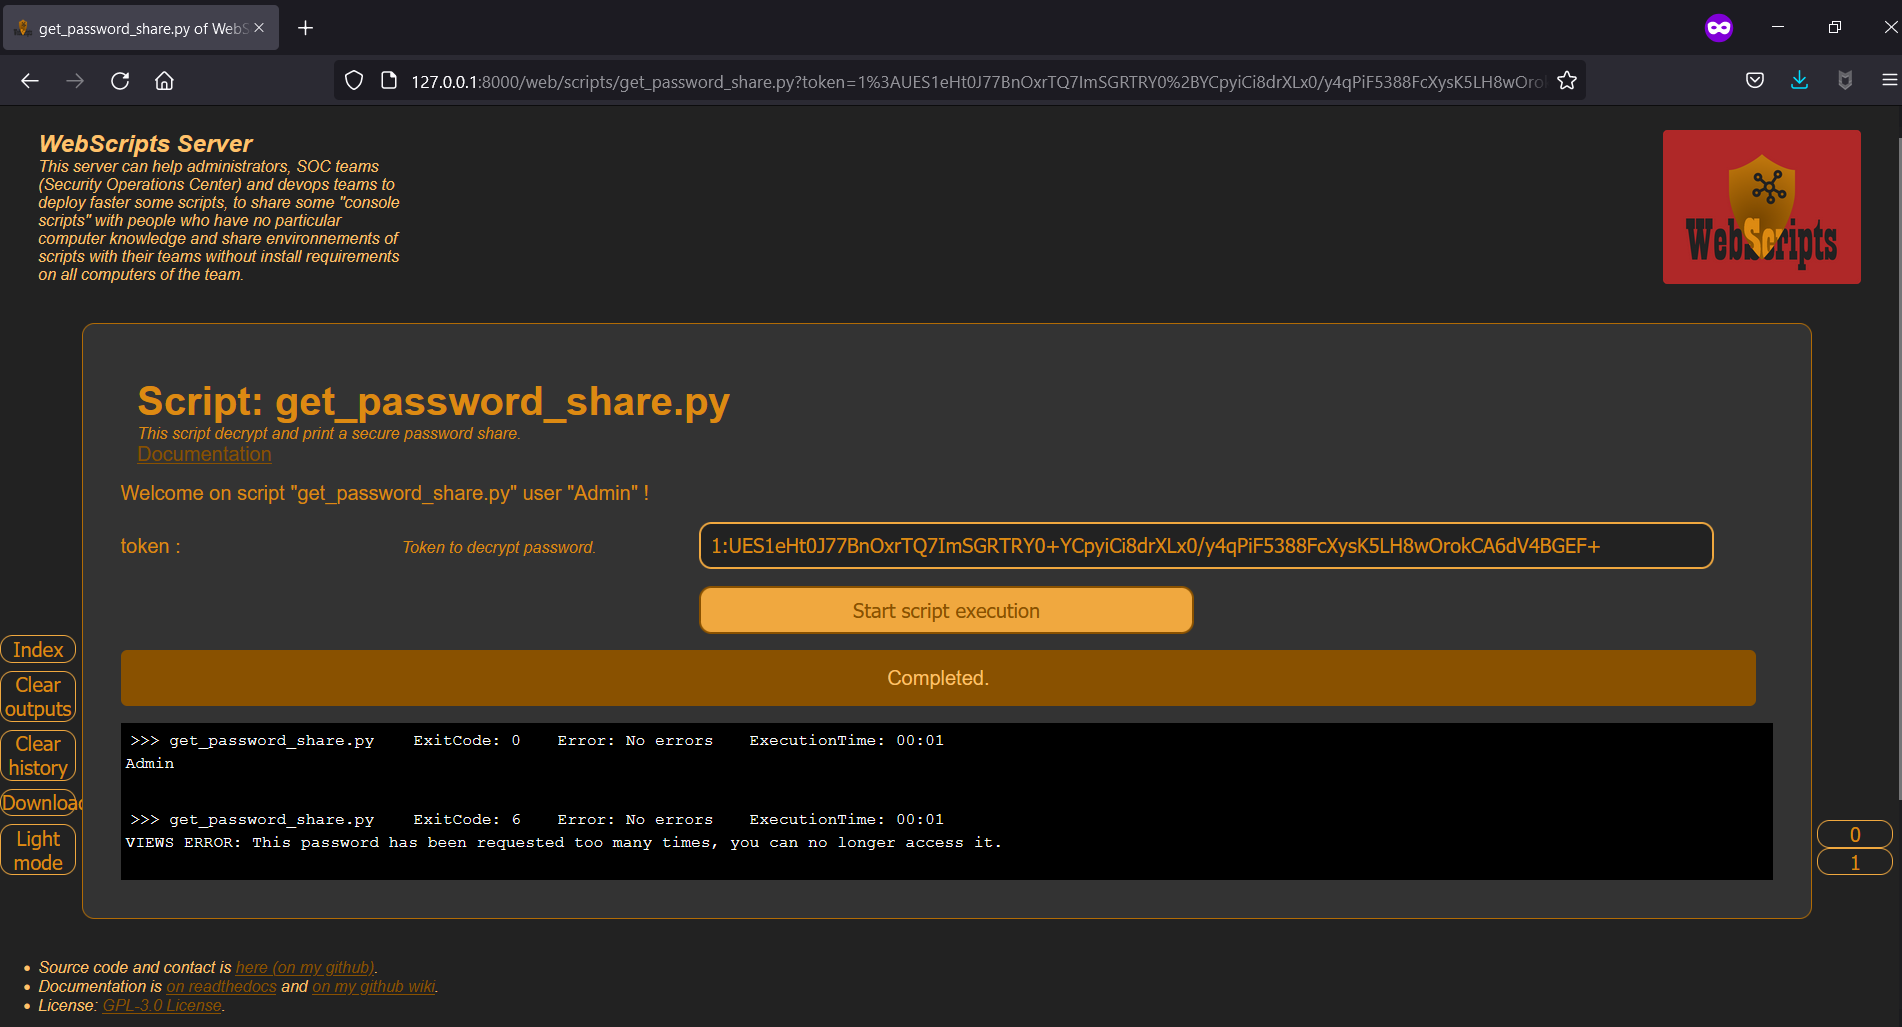 get_password_share.py of WebS
127.0.0.1:8000/web/scripts/get_password_share.py?token=1%3AUES1eHt0J77BnOxrTQ7ImSGRTRY0%2BYCpyiCi8drXLx0/y4qPiF5388FcXysK5LH8wOrok
WebScripts Server
This server can help administrators, SOC teams
(Security Operations Center) and devops teams to
deploy faster some scripts, to share some "console
scripts" with people who have no particular
computer knowledge and share environnements of
scripts with their teams without install requirements
on all computers of the team.
WebScripts
Script: get_password_share.py
This script decrypt and print a secure password share.
Documentation
Welcome on script "get_password_share.py" user "Admin" !
token : Token to decrypt password. 1:UES1eHt0J77BnOxrTQ7ImSGRTRY0+YCpyiCi8drXLx0/y4qPiF5388FcXysK5LH8wOrokCA6dV4BGEF+
Start script execution
Completed.
>>> get_password_share.py ExitCode: 0 Error: No errors ExecutionTime: 00:01
Admin
>>> get_password_share.py ExitCode: 6 Error: No errors ExecutionTime: 00:01
VIEWS ERROR: This password has been requested too many times, you can no longer access it.
Index
Clear
outputs
Clear
history
Download
Light
mode
0
1
Source code and contact is here (on my github).
Documentation is on readthedocs and on my github wiki.
License: GPL-3.0 License.